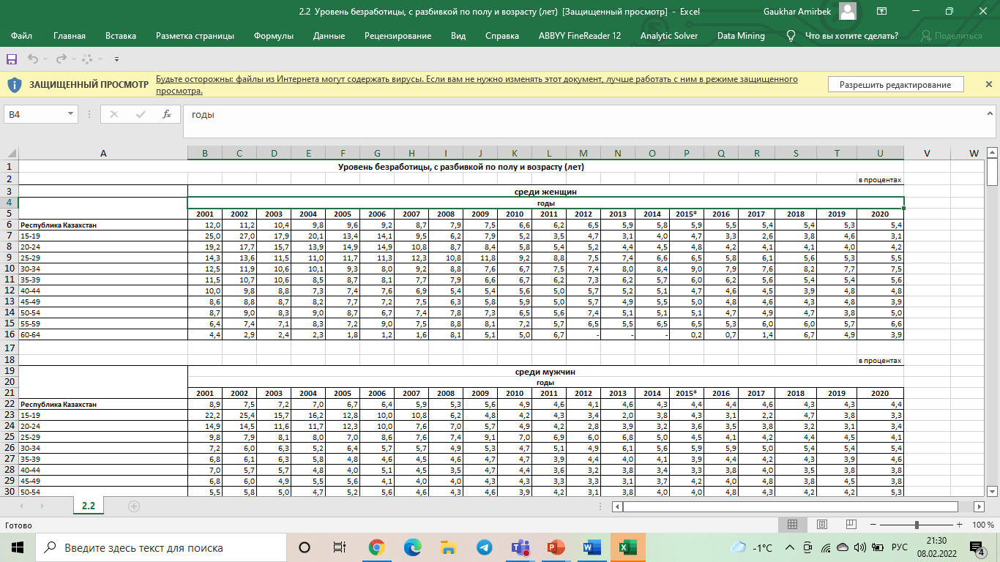 2.2 Уровень безработицы, с разбивкой по полу и возрасту (лет) [Защищенный просмотр] - Excel
Gaukhar Amirbek
Файл Главная Вставка Разметка страницы Формулы Данные Рецензирование Вид Справка ABBYY FineReader 12 Analytic Solver Data Mining Что вы хотите сделать? Поделиться
ЗАЩИЩЕННЫЙ ПРОСМОТР Будьте осторожны: файлы из Интернета могут содержать вирусы. Если вам не нужно изменять этот документ, лучше работать с ним в режиме защищенного
просмотра.
Разрешить редактирование
B4 fx годы
A B C D E F G H I J K L M N O P Q R S T U V W
1 Уровень безработицы, с разбивкой по полу и возрасту (лет)
2 в процентах
3 среди женщин
4 годы
5 2001 2002 2003 2004 2005 2006 2007 2008 2009 2010 2011 2012 2013 2014 2015* 2016 2017 2018 2019 2020
6 Республика Казахстан 12,0 11,2 10,4 9,8 9,6 9,2 8,7 7,9 7,5 6,6 6,2 6,5 5,9 5,8 5,9 5,5 5,4 5,4 5,3 5,4
7 15-19 25,0 27,0 17,9 20,1 13,4 14,1 9,5 6,2 7,9 5,2 3,5 4,7 3,1 4,0 4,7 3,3 2,6 3,8 4,6 3,1
8 20-24 19,2 17,7 15,7 13,9 14,9 14,9 10,8 8,7 8,4 5,8 5,4 5,2 4,4 4,5 4,8 4,2 4,1 4,1 4,0 4,2
9 25-29 14,3 13,6 11,5 11,0 11,7 11,3 12,3 10,8 11,8 9,2 8,8 7,5 7,4 6,6 6,5 5,8 6,1 5,6 5,3 5,5
10 30-34 12,5 11,9 10,6 10,1 9,3 8,0 9,2 8,8 7,6 6,7 7,5 7,4 8,0 8,4 9,0 7,9 7,6 8,2 7,7 7,5
11 35-39 11,5 10,7 10,6 8,5 8,7 8,1 7,7 7,9 6,6 6,7 6,2 7,3 6,2 5,7 6,0 6,2 5,6 5,4 5,4 5,6
12 40-44 10,0 9,8 8,8 7,3 7,4 7,6 6,9 5,4 5,4 5,6 5,0 5,7 5,2 5,1 4,7 4,6 4,5 3,9 4,8 4,8
13 45-49 8,6 8,8 8,7 8,2 7,7 7,2 7,5 6,3 5,8 5,9 5,0 5,7 4,9 5,5 5,0 4,8 4,6 4,3 4,8 3,9
14 50-54 8,7 9,0 8,3 9,0 8,7 6,7 7,4 7,8 7,3 6,5 5,6 7,4 5,1 5,1 5,1 4,7 4,9 4,7 3,8 5,0
15 55-59 6,4 7,4 7,1 8,3 7,2 9,0 7,5 8,8 8,1 7,2 5,7 6,5 5,5 6,5 6,5 5,3 6,0 6,0 5,7 6,6
16 60-64 4,4 2,9 2,4 2,3 1,8 1,2 1,6 8,1 5,1 5,0 6,7 - - - 0,2 0,7 1,4 6,7 4,9 3,9
17
18 в процентах
19 среди мужчин
20 годы
21 2001 2002 2003 2004 2005 2006 2007 2008 2009 2010 2011 2012 2013 2014 2015* 2016 2017 2018 2019 2020
22 Республика Казахстан 8,9 7,5 7,2 7,0 6,7 6,4 5,9 5,3 5,6 4,9 4,6 4,1 4,6 4,3 4,4 4,4 4,6 4,3 4,3 4,4
23 15-19 22,2 25,4 15,7 16,2 12,8 10,0 10,8 6,2 4,8 4,2 4,3 3,4 2,0 3,8 4,3 3,1 2,2 4,7 3,8 3,3
24 20-24 14,9 14,5 11,6 11,7 12,3 10,0 7,6 7,0 5,7 4,9 4,2 2,8 3,9 3,2 3,6 3,5 3,8 3,2 3,1 3,4
25 25-29 9,8 7,9 8,1 8,0 7,0 8,6 7,6 7,4 9,1 7,0 6,9 6,0 6,8 5,0 4,5 4,1 4,2 4,4 4,5 4,1
26 30-34 7,2 6,0 6,3 5,2 6,4 5,7 5,7 4,9 5,3 4,7 5,1 4,9 6,1 5,6 5,9 5,9 5,0 5,4 5,4 5,4
27 35-39 6,8 6,1 6,3 5,8 4,8 4,6 4,5 4,6 4,7 4,7 3,9 4,4 4,0 4,1 3,9 4,4 4,2 4,3 3,9 4,6
28 40-44 7,0 5,7 5,7 4,8 4,0 5,1 4,5 3,5 4,7 4,4 3,6 3,2 3,8 3,4 3,3 3,8 4,0 3,5 3,8 3,8
29 45-49 6,8 6,0 4,9 5,5 5,6 4,1 4,0 4,0 4,3 4,3 3,3 3,3 3,1 3,7 4,2 4,0 4,8 3,8 4,5 3,8
30 50-54 5,5 5,8 5,0 4,7 5,2 5,6 4,6 4,3 4,6 3,9 4,2 3,1 3,8 4,0 4,0 4,8 4,3 4,2 4,2 5,3
2.2
Готово 100 %
Введите здесь текст для поиска
-1°C РУС 21:30
08.02.2022
4